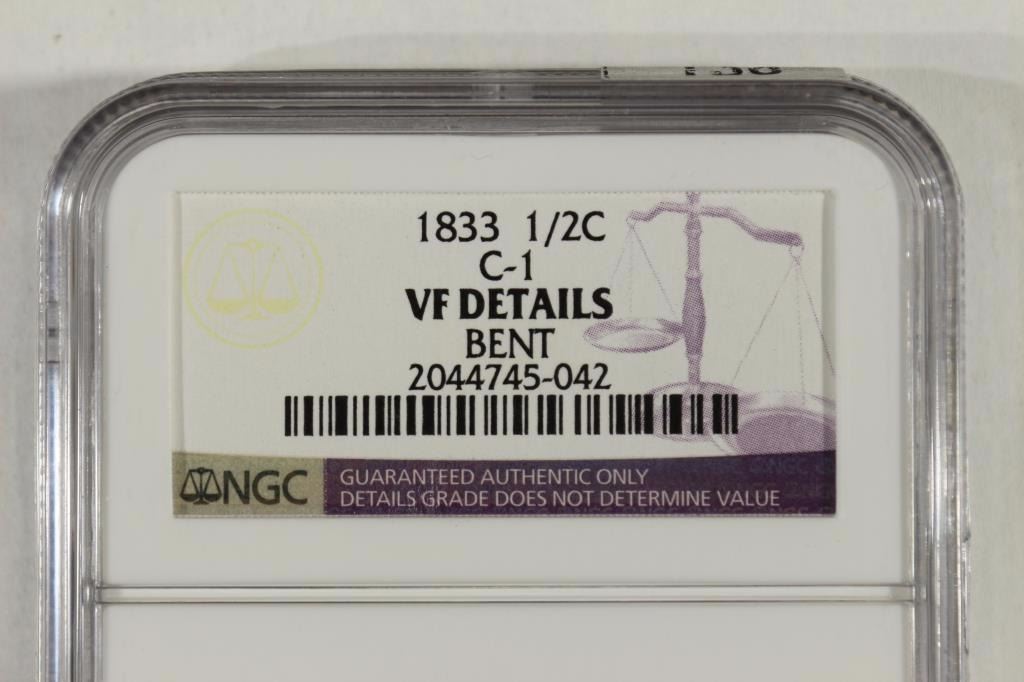 1833 1/2C
C-1
VF DETAILS
BENT
2044745-042
NGC
GUARANTEED AUTHENTIC ONLY
DETAILS GRADE DOES NOT DETERMINE VALUE